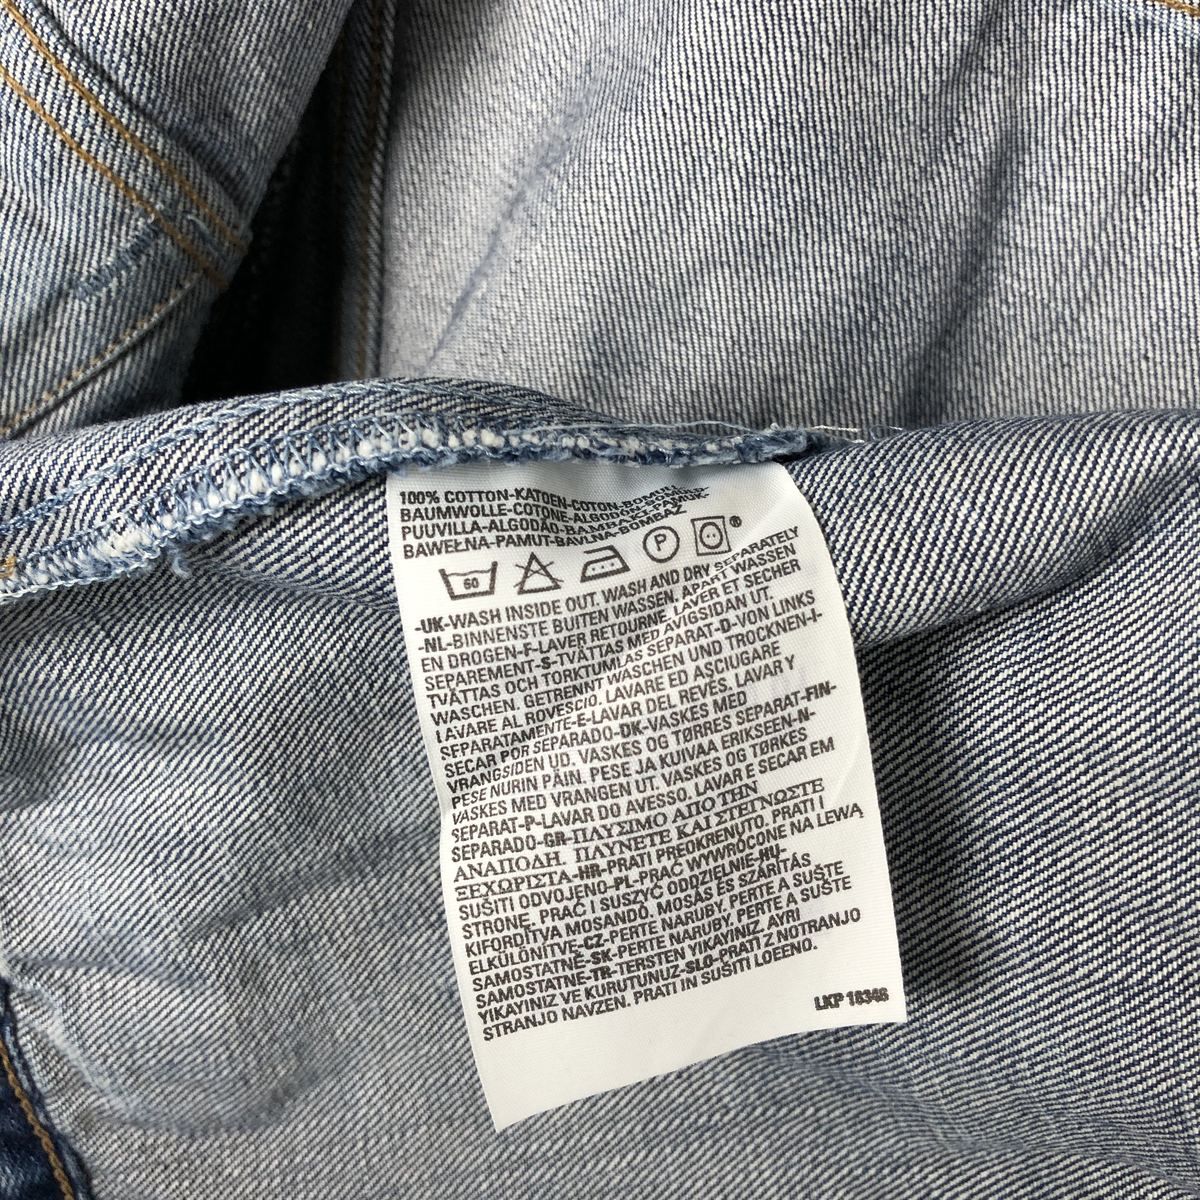 100% COTTON-KATOEN-COTON-BOMULL-
BAUMWOLLE-COTONE-ALGODON-
PUUVILLA-ALGODÃO-PAMUK-
BAWEŁNA-PAMUT-BAVLNA-BOMBAŽ
60 P ®
-UK-WASH INSIDE OUT. WASH AND DRY SEPARATELY
-NL-BINNENSTE BUITEN WASSEN. APART WASSEN
EN DROGEN-F-LAVER RETOURNE. LAVER ET SECHER
SEPAREMENT-S-TVÄTTAS MED AVIGSIDAN UT.
TVÄTTAS OCH TORKTUMLAS SEPARAT-D-VON LINKS
WASCHEN. GETRENNT WASCHEN UND TROCKNEN-I-
LAVARE AL ROVESCIO. LAVARE ED ASCIUGARE
SEPARATAMENTE-E-LAVAR DEL REVÉS. LAVAR Y
SECAR POR SEPARADO-DK-VASKES MED
VRANGSIDEN UD. VASKES OG TØRRES SEPARAT-FIN-
PESE NURIN PÄIN. PESE JA KUIVAA ERIKSEEN-N-
VASKES MED VRANGEN UT. VASKES OG TØRKES
SEPARAT-P-LAVAR DO AVESSO. LAVAR E SECAR EM
SEPARADO-GR-ΠΛΥΣΙΜΟ ΑΠΟ ΤΗΝ
ΑΝΑΠΟΔΗ. ΠΛΥΝΕΤΕ ΚΑΙ ΣΤΕΓΝΩΣΤΕ
ΞΕΧΩΡΙΣΤΑ-HR-PRATI PREOKRENUTO. PRATI I
SUŠITI ODVOJENO-PL-PRAĆ WYWRÓCONE NA LEWĄ
STRONĘ. PRAĆ I SUSZYĆ ODDZIELNIE-HU-
KIFORDÍTVA MOSANDÓ. MOSÁS ÉS SZÁRÍTÁS
ELKÜLÖNÍTVE-CZ-PERTE NARUBY. PERTE A SUŠTE
SAMOSTATNĚ-SK-PERTE NARUBY. PERTE A SUŠTE
SAMOSTATNE-TR-TERSTEN YIKAYINIZ. AYRI
YIKAYINIZ VE KURUTUNUZ-SLO-PRATI Z NOTRANJO
STRANJO NAVZEN. PRATI IN SUŠITI LOEENO.
LKP 18346